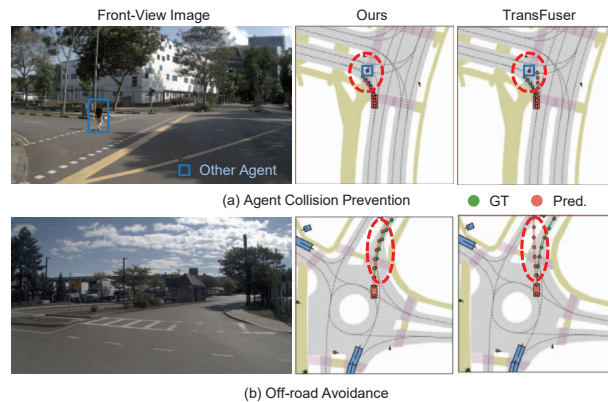 Front-View Image
Ours
TransFuser
Other Agent
(a) Agent Collision Prevention
GT
Pred.
(b) Off-road Avoidance